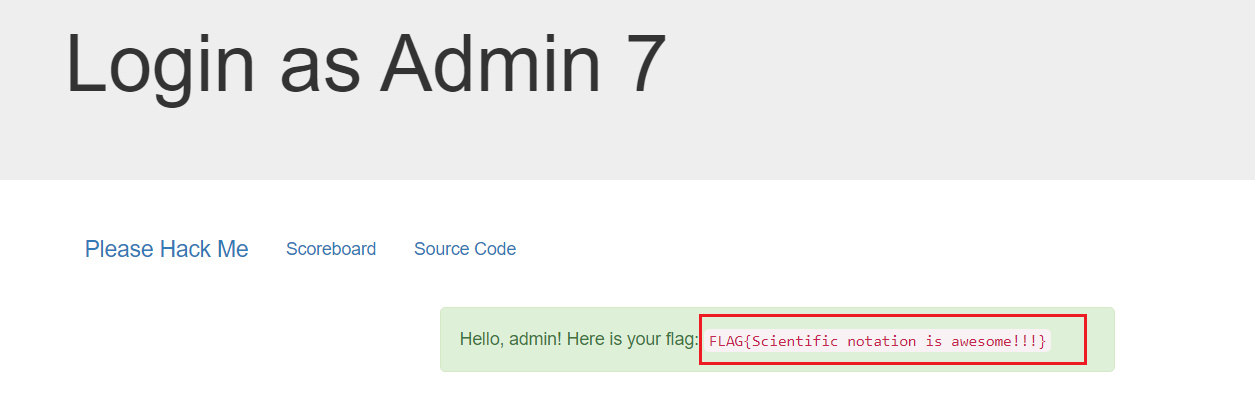 Login as Admin 7
Please Hack Me Scoreboard Source Code
Hello, admin! Here is your flag: FLAG{Scientific notation is awesome!!!}